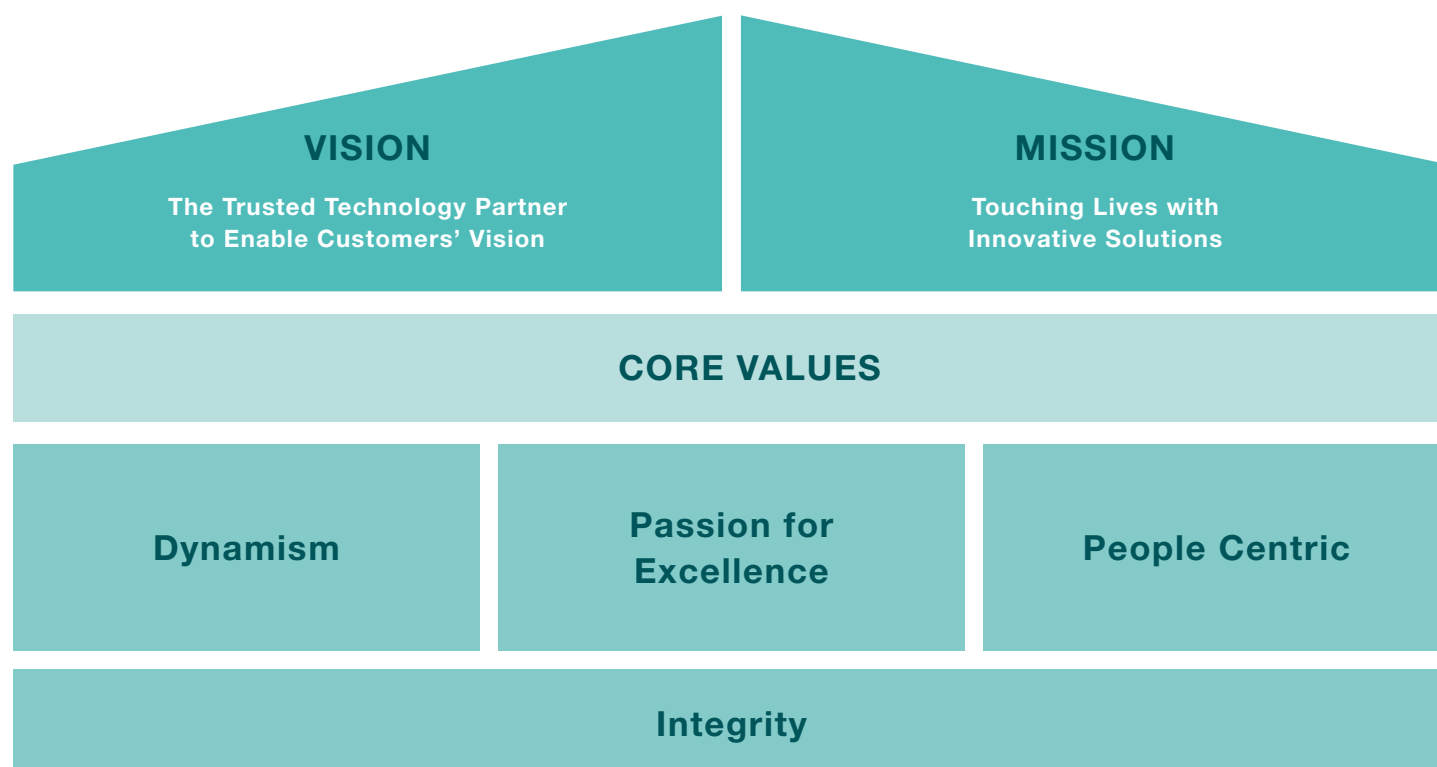 VISION
The Trusted Technology Partner
to Enable Customers’ Vision
MISSION
Touching Lives with
Innovative Solutions
CORE VALUES
Dynamism
Passion for
Excellence
People Centric
Integrity